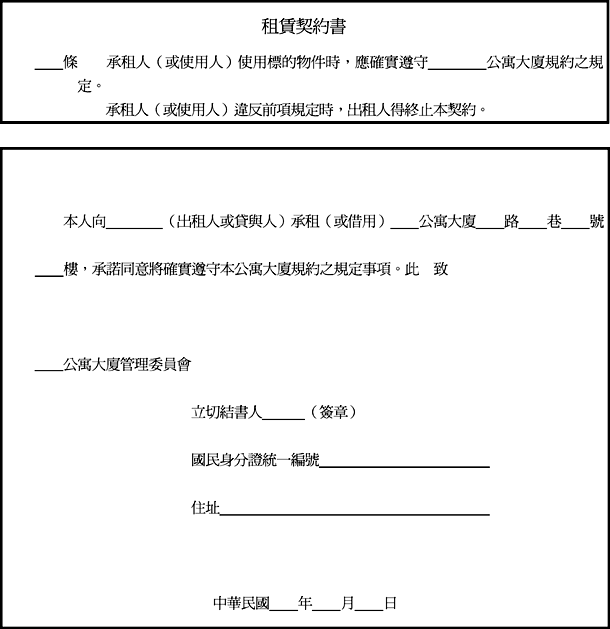 租賃契約書
____條　承租人（或使用人）使用標的物件時，應確實遵守________公寓大廈規約之規
定。
承租人（或使用人）違反前項規定時，出租人得終止本契約。
本人向________（出租人或貸與人）承租（或借用）____公寓大廈____路____巷____號
____樓，承諾同意將確實遵守本公寓大廈規約之規定事項。此　致
____公寓大廈管理委員會
立切結書人______（簽章）
國民身分證統一編號________________________
住址______________________________________
中華民國____年____月____日